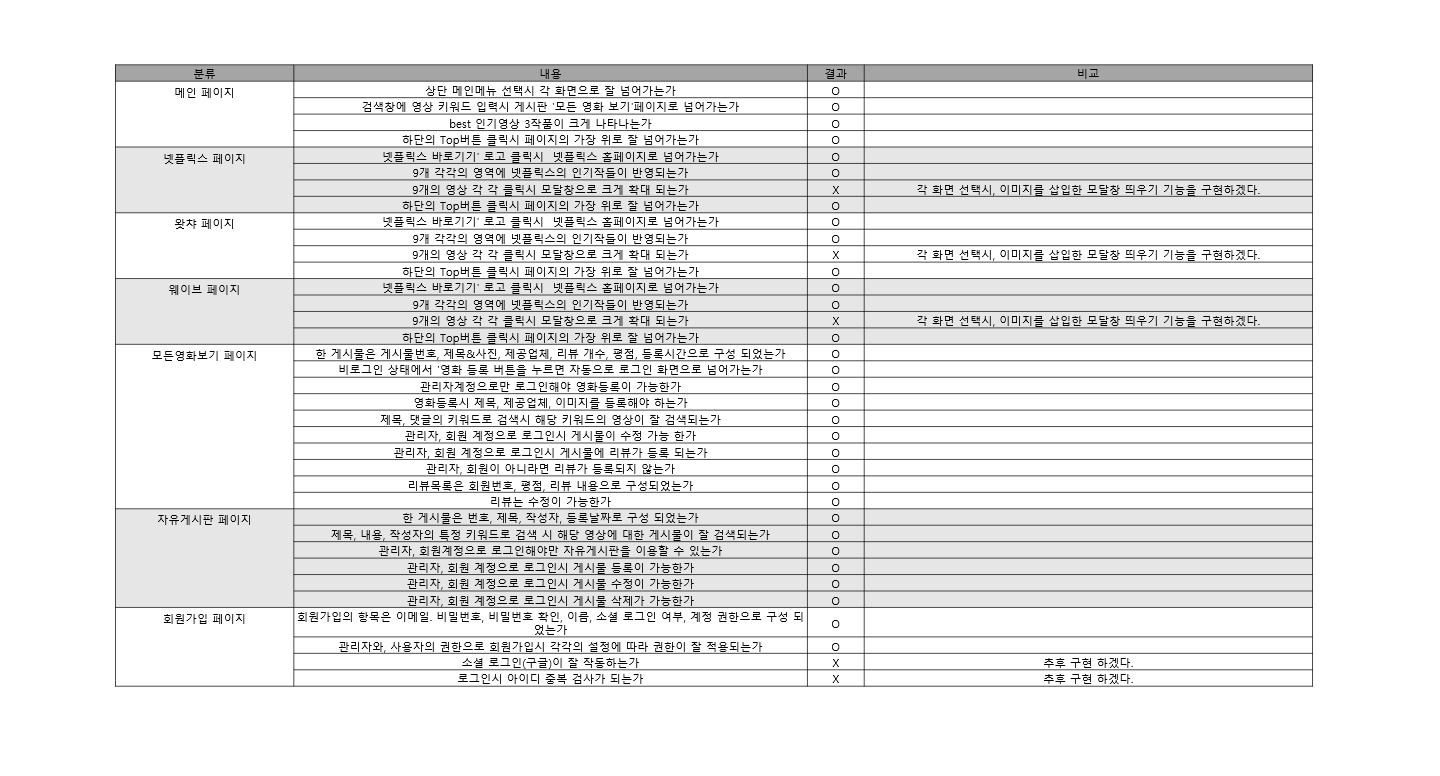 분류 내용 결과 비교
메인 페이지 상단 메인메뉴 선택시 각 화면으로 잘 넘어가는가 O
검색창에 영상 키워드 입력시 게시판 '모든 영화 보기'페이지로 넘어가는가 O
best 인기영상 3작품이 크게 나타나는가 O
하단의 Top버튼 클릭시 페이지의 가장 위로 잘 넘어가는가 O
넷플릭스 페이지 넷플릭스 바로기기' 로고 클릭시 넷플릭스 홈페이지로 넘어가는가 O
9개 각각의 영역에 넷플릭스의 인기작들이 반영되는가 O
9개의 영상 각 각 클릭시 모달창으로 크게 확대 되는가 X 각 화면 선택시, 이미지를 삽입한 모달창 띄우기 기능을 구현하겠다.
하단의 Top버튼 클릭시 페이지의 가장 위로 잘 넘어가는가 O
왓챠 페이지 넷플릭스 바로기기' 로고 클릭시 넷플릭스 홈페이지로 넘어가는가 O
9개 각각의 영역에 넷플릭스의 인기작들이 반영되는가 O
9개의 영상 각 각 클릭시 모달창으로 크게 확대 되는가 X 각 화면 선택시, 이미지를 삽입한 모달창 띄우기 기능을 구현하겠다.
하단의 Top버튼 클릭시 페이지의 가장 위로 잘 넘어가는가 O
웨이브 페이지 넷플릭스 바로기기' 로고 클릭시 넷플릭스 홈페이지로 넘어가는가 O
9개 각각의 영역에 넷플릭스의 인기작들이 반영되는가 O
9개의 영상 각 각 클릭시 모달창으로 크게 확대 되는가 X 각 화면 선택시, 이미지를 삽입한 모달창 띄우기 기능을 구현하겠다.
하단의 Top버튼 클릭시 페이지의 가장 위로 잘 넘어가는가 O
모든영화보기 페이지 한 게시물은 게시물번호, 제목&사진, 제공업체, 리뷰 개수, 평점, 등록시간으로 구성 되었는가 O
비로그인 상태에서 '영화 등록 버튼을 누르면 자동으로 로그인 화면으로 넘어가는가 O
관리자계정으로만 로그인해야 영화등록이 가능한가 O
영화등록시 제목, 제공업체, 이미지를 등록해야 하는가 O
제목, 댓글의 키워드로 검색시 해당 키워드의 영상이 잘 검색되는가 O
관리자, 회원 계정으로 로그인시 게시물이 수정 가능 한가 O
관리자, 회원 계정으로 로그인시 게시물에 리뷰가 등록 되는가 O
관리자, 회원이 아니라면 리뷰가 등록되지 않는가 O
리뷰목록은 회원번호, 평점, 리뷰 내용으로 구성되었는가 O
리뷰는 수정이 가능한가 O
자유게시판 페이지 한 게시물은 번호, 제목, 작성자, 등록날짜로 구성 되었는가 O
제목, 내용, 작성자의 특정 키워드로 검색 시 해당 영상에 대한 게시물이 잘 검색되는가 O
관리자, 회원계정으로 로그인해야만 자유게시판을 이용할 수 있는가 O
관리자, 회원 계정으로 로그인시 게시물 등록이 가능한가 O
관리자, 회원 계정으로 로그인시 게시물 수정이 가능한가 O
관리자, 회원 계정으로 로그인시 게시물 삭제가 가능한가 O
회원가입 페이지 회원가입의 항목은 이메일. 비밀번호, 비밀번호 확인, 이름, 소셜 로그인 여부, 계정 권한으로 구성 되
었는가 O
관리자와, 사용자의 권한으로 회원가입시 각각의 설정에 따라 권한이 잘 적용되는가 O
소셜 로그인(구글)이 잘 작동하는가 X 추후 구현 하겠다.
로그인시 아이디 중복 검사가 되는가 X 추후 구현 하겠다.